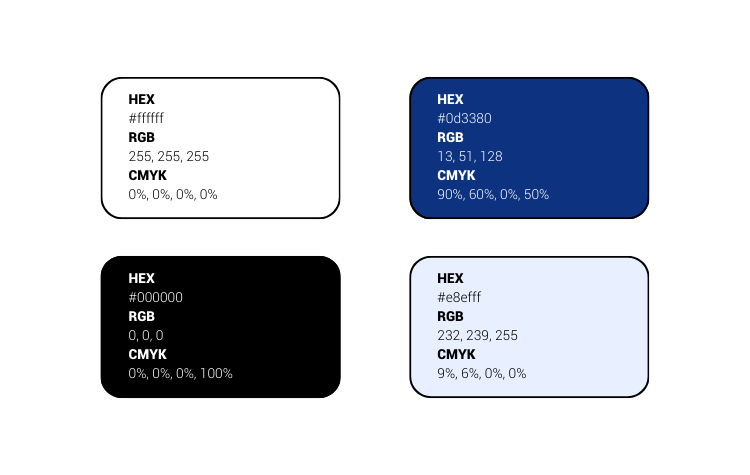 HEX
#ffffff
RGB
255, 255, 255
CMYK
0%, 0%, 0%, 0%
HEX
#0d3380
RGB
13, 51, 128
CMYK
90%, 60%, 0%, 50%
HEX
#000000
RGB
0, 0, 0
CMYK
0%, 0%, 0%, 100%
HEX
#e8efff
RGB
232, 239, 255
CMYK
9%, 6%, 0%, 0%